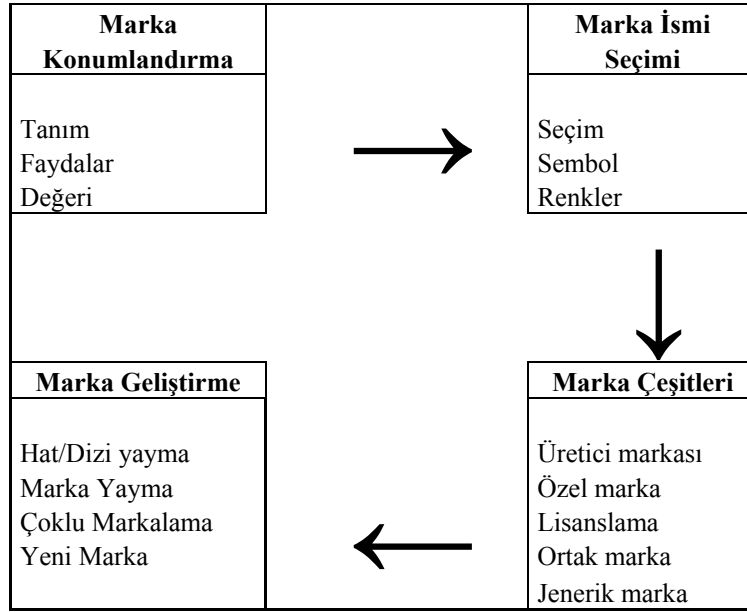 Marka
Konumlandırma
Tanım
Faydalar
Değeri
Marka İsmi
Seçimi
Seçim
Sembol
Renkler
Marka Geliştirme
Hat/Dizi yayma
Marka Yayma
Çoklu Markalama
Yeni Marka
Marka Çeşitleri
Üretici markası
Özel marka
Lisanslama
Ortak marka
Jenerik marka